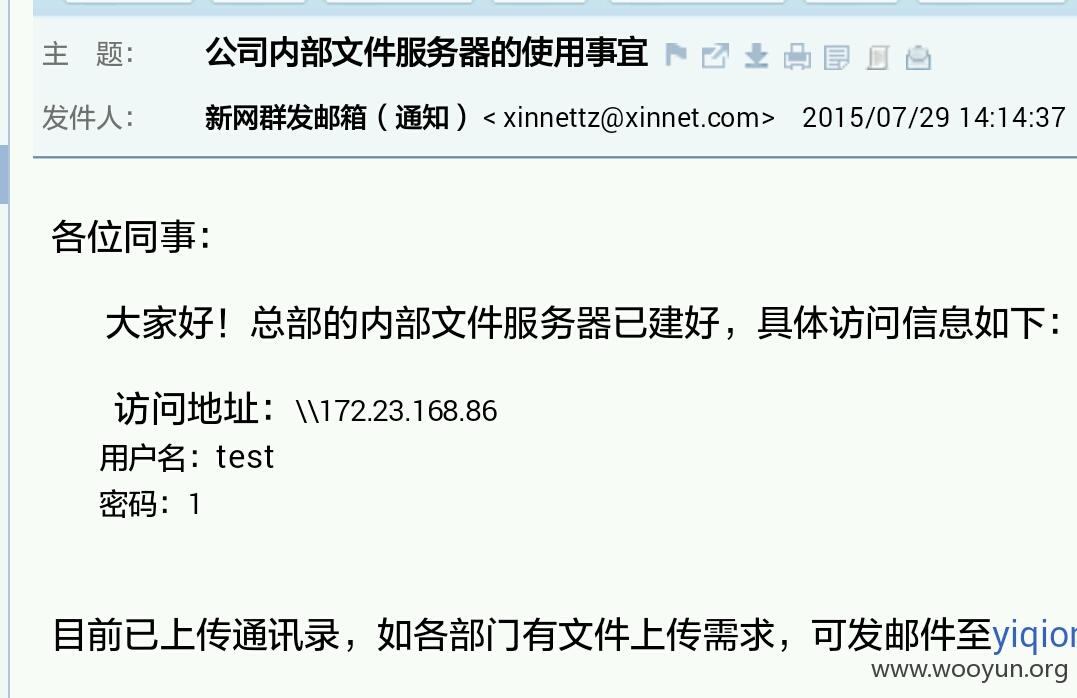 主 题： 公司内部文件服务器的使用事宜
发件人： 新网群发邮箱（通知）< xinnettz@xinnet.com> 2015/07/29 14:14:37
各位同事：
大家好！总部的内部文件服务器已建好，具体访问信息如下：
访问地址：\\172.23.168.86
用户名：test
密码：1
目前已上传通讯录，如各部门有文件上传需求，可发邮件至yiqion
www.wooyun.org